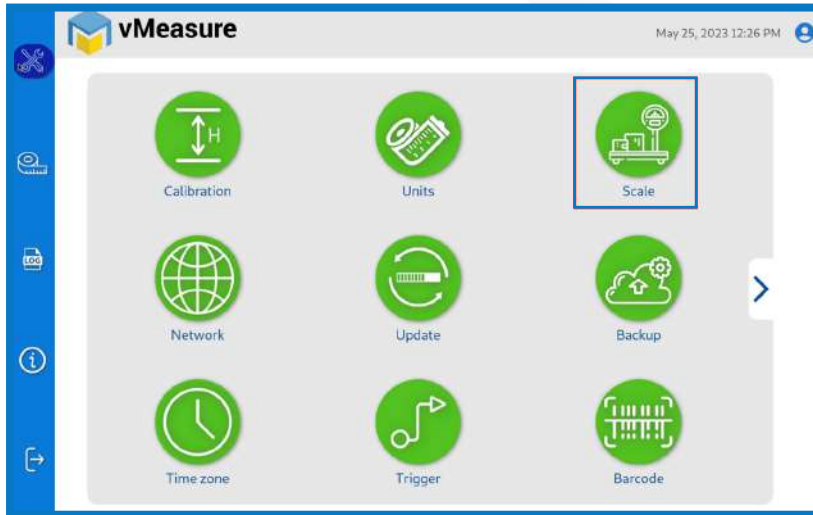 vMeasure
May 25, 2023 12:26 PM
H
Calibration
Units
Scale
LOG
Network
Update
Backup
i
Time zone
Trigger
Barcode